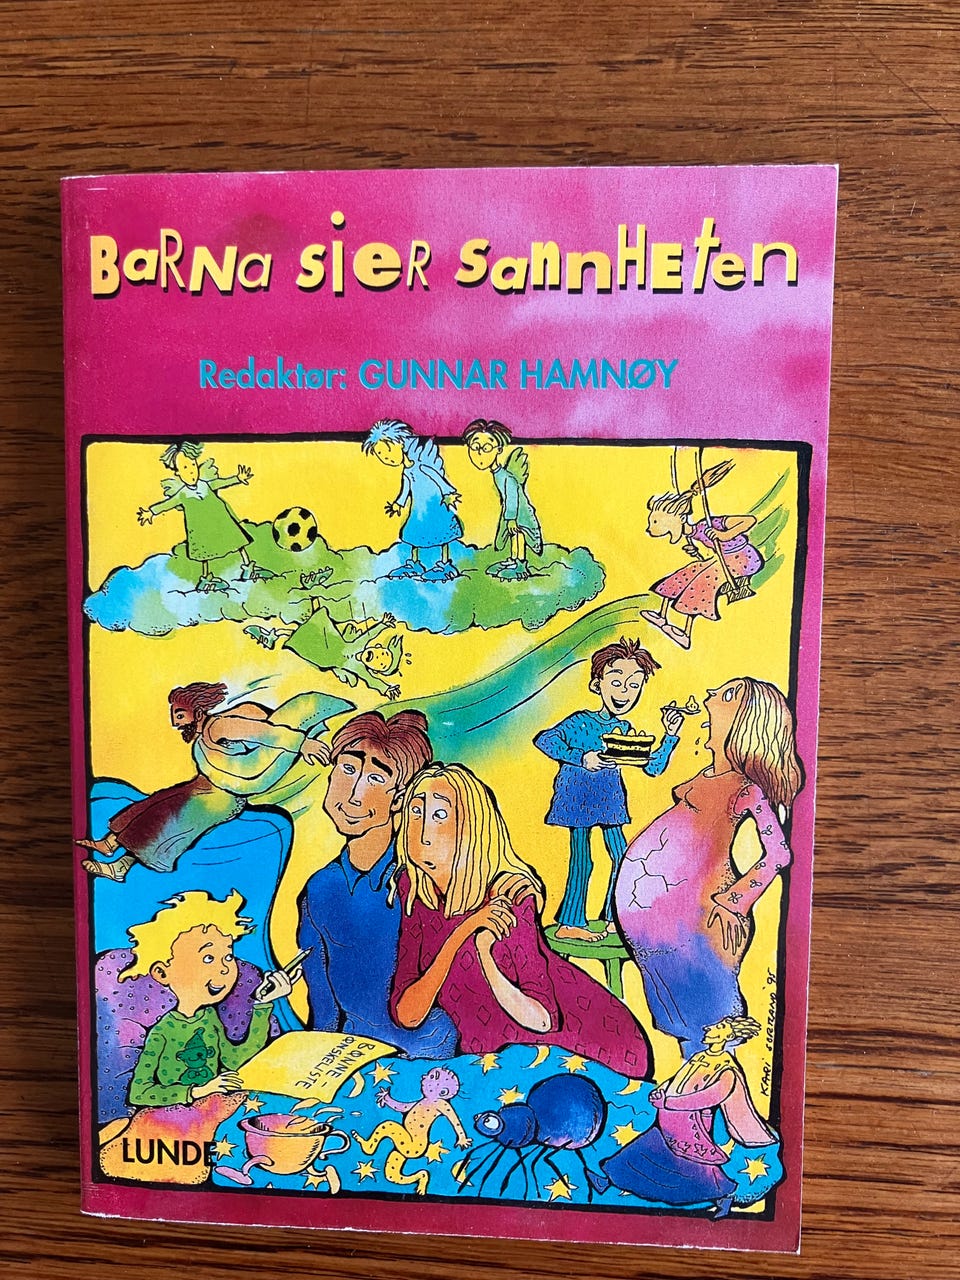 Barna sier sannheten
Redaktør: GUNNAR HAMNØY
BØNNE-
ØNSKELISTE
LUNDE